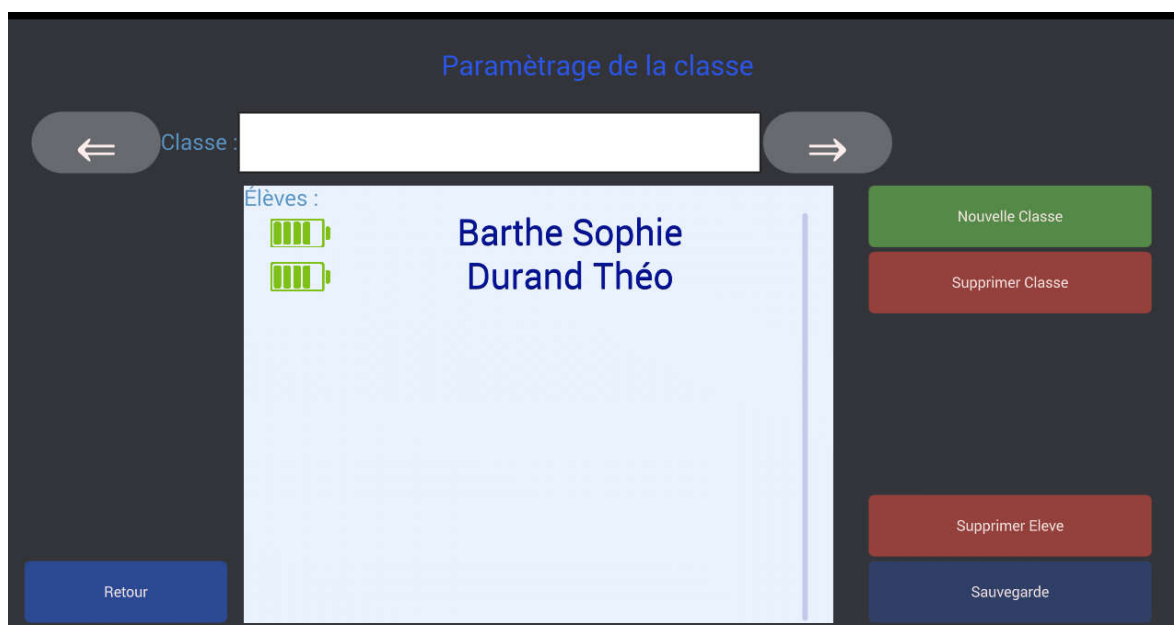 Paramètrage de la classe
⇐ Classe : ⇒
Élèves :
Barthe Sophie
Durand Théo
Nouvelle Classe
Supprimer Classe
Supprimer Eleve
Retour
Sauvegarde